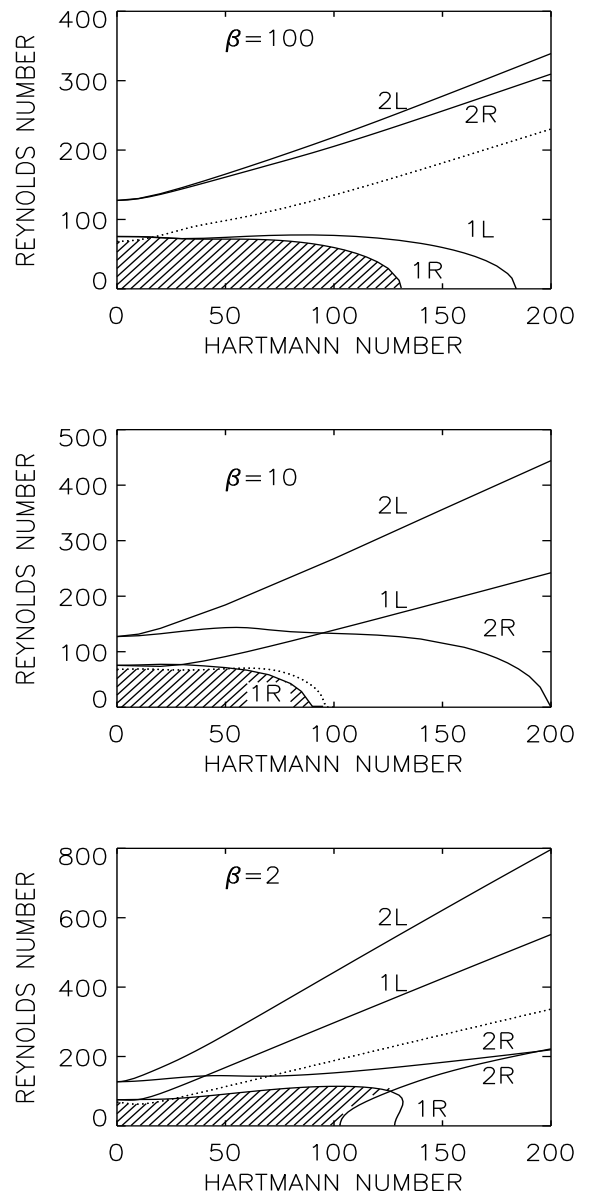 400
β=100
300
2L
2R
200
100
1L
1R
0
0 50 100 150 200
HARTMANN NUMBER
REYNOLDS NUMBER
500
β=10
400
2L
300
1L
200
2R
100
1R
0
0 50 100 150 200
HARTMANN NUMBER
REYNOLDS NUMBER
800
β=2
2L
600
1L
400
2R
200
2R
1R
0
0 50 100 150 200
HARTMANN NUMBER
REYNOLDS NUMBER